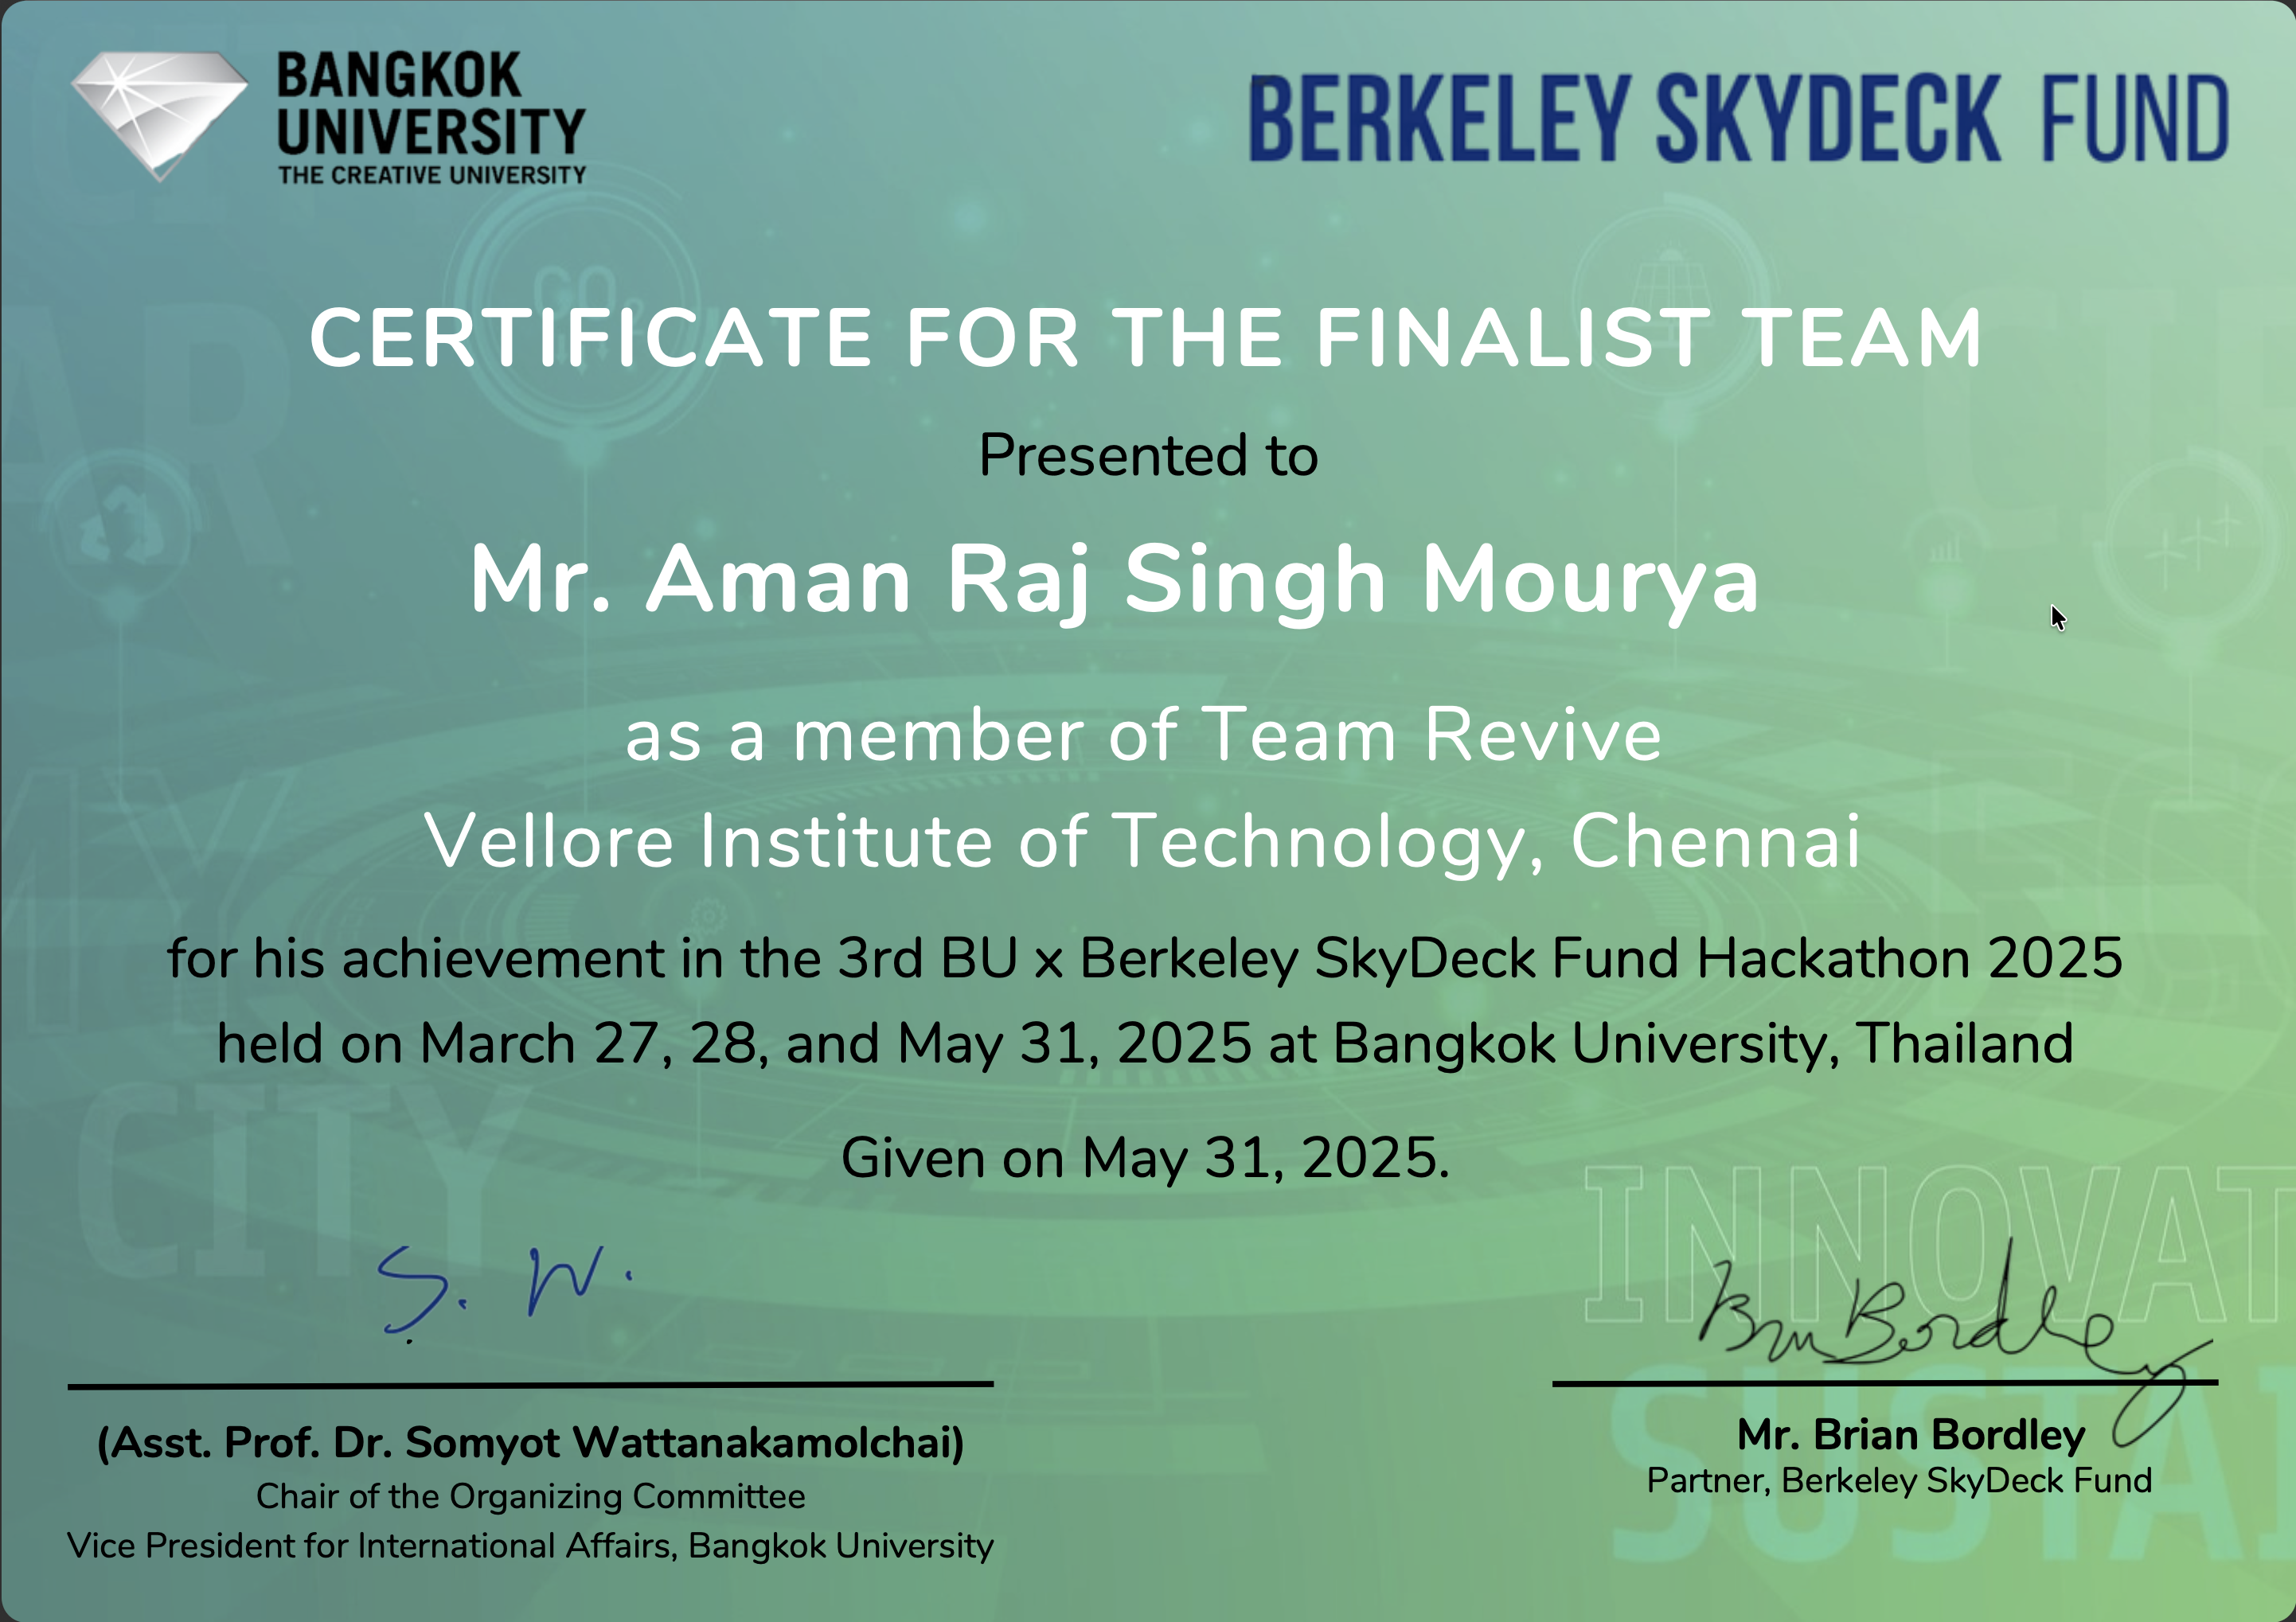 BANGKOK
UNIVERSITY
THE CREATIVE UNIVERSITY
BERKELEY SKYDECK FUND
CERTIFICATE FOR THE FINALIST TEAM
Presented to
Mr. Aman Raj Singh Mourya
as a member of Team Revive
Vellore Institute of Technology, Chennai
for his achievement in the 3rd BU x Berkeley SkyDeck Fund Hackathon 2025
held on March 27, 28, and May 31, 2025 at Bangkok University, Thailand
Given on May 31, 2025.
CITY
INNOVAT
SUSTAI
S. W.
Brian Bordley
(Asst. Prof. Dr. Somyot Wattanakamolchai)
Chair of the Organizing Committee
Vice President for International Affairs, Bangkok University
Mr. Brian Bordley
Partner, Berkeley SkyDeck Fund